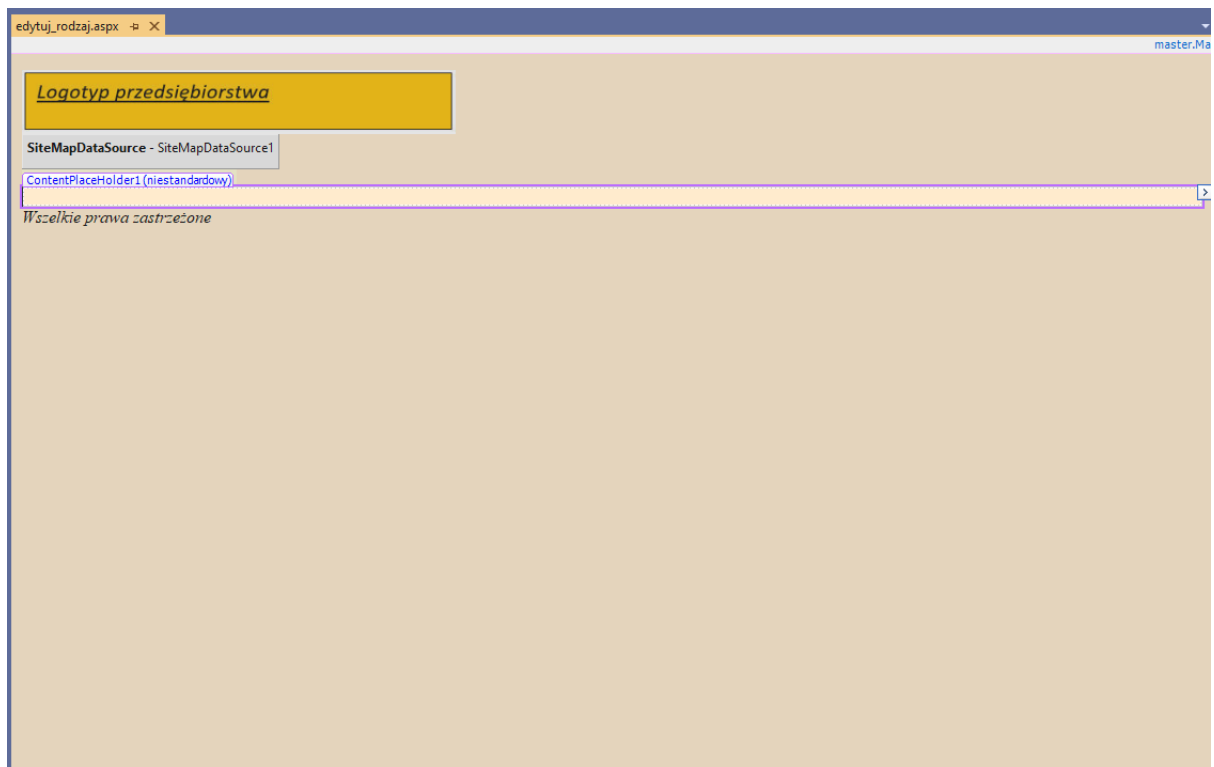 edytuj_rodzaj.aspx
master.Ma
Logotyp przedsiębiorstwa
SiteMapDataSource - SiteMapDataSource1
ContentPlaceHolder1 (niestandardowy)
Wszelkie prawa zastrzeżone